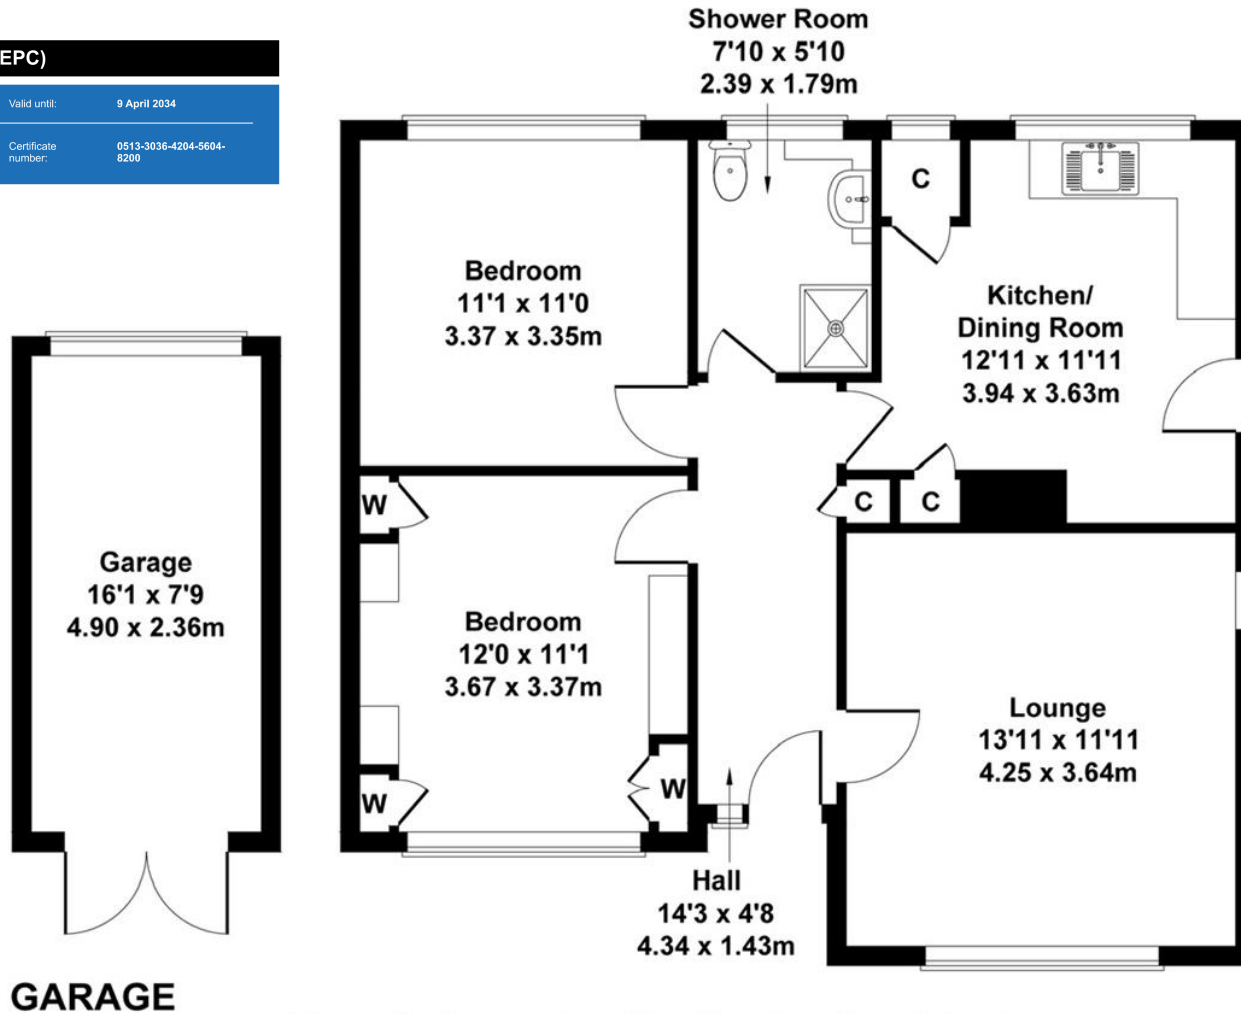 EPC)
Valid until: 9 April 2034
Certificate number: 0513-3036-4204-5604-8200
Shower Room
7'10 x 5'10
2.39 x 1.79m
C
Bedroom
11'1 x 11'0
3.37 x 3.35m
Kitchen/
Dining Room
12'11 x 11'11
3.94 x 3.63m
W
C
C
Garage
16'1 x 7'9
4.90 x 2.36m
Bedroom
12'0 x 11'1
3.67 x 3.37m
Lounge
13'11 x 11'11
4.25 x 3.64m
W
W
Hall
14'3 x 4'8
4.34 x 1.43m
GARAGE